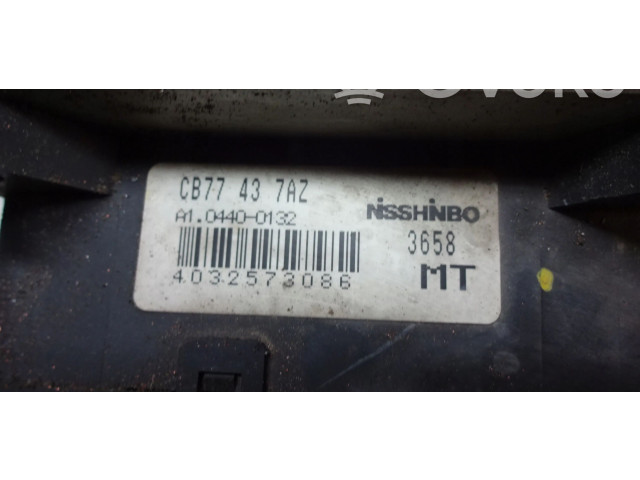 CB77 43 7AZ
A1.0440-0132
NISSHINBO
3658
MT
4032573086